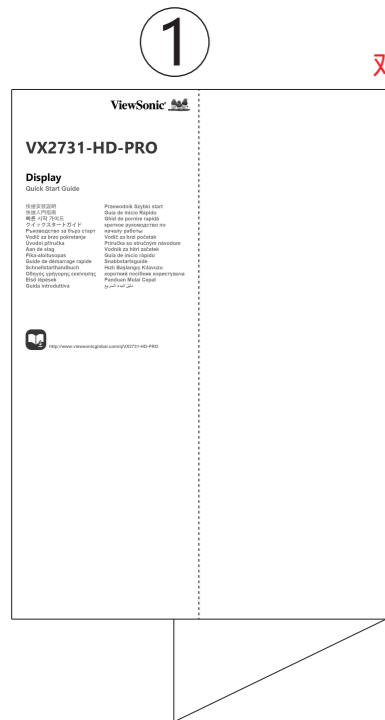 1
ViewSonic
VX2731-HD-PRO
Display
Quick Start Guide
快捷安裝說明
快捷入門指南
빠른 시작 가이드
クイックスタートガイド
Ръководство за бърз старт
Vodič za brzo pokretanje
Úvodní příručka
Aan de slag
Pika-aloitusopas
Guide de démarrage rapide
Schnellstarthandbuch
Οδηγός γρήγορης εκκίνησης
Első lépések
Guida introduttiva
Przewodnik Szybki start
Guia de Início Rápido
Ghid de pornire rapidă
краткое руководство по
началу работы
Vodič za brzi početak
Príručka so stručným návodom
Vodnik za hitri začetek
Guía de inicio rápido
Snabbstartsguide
Hızlı Başlangıç Kılavuzu
короткий посібник користувача
Panduan Mulai Cepat
دليل البدء السريع
http://www.viewsonicglobal.com/q/VX2731-HD-PRO